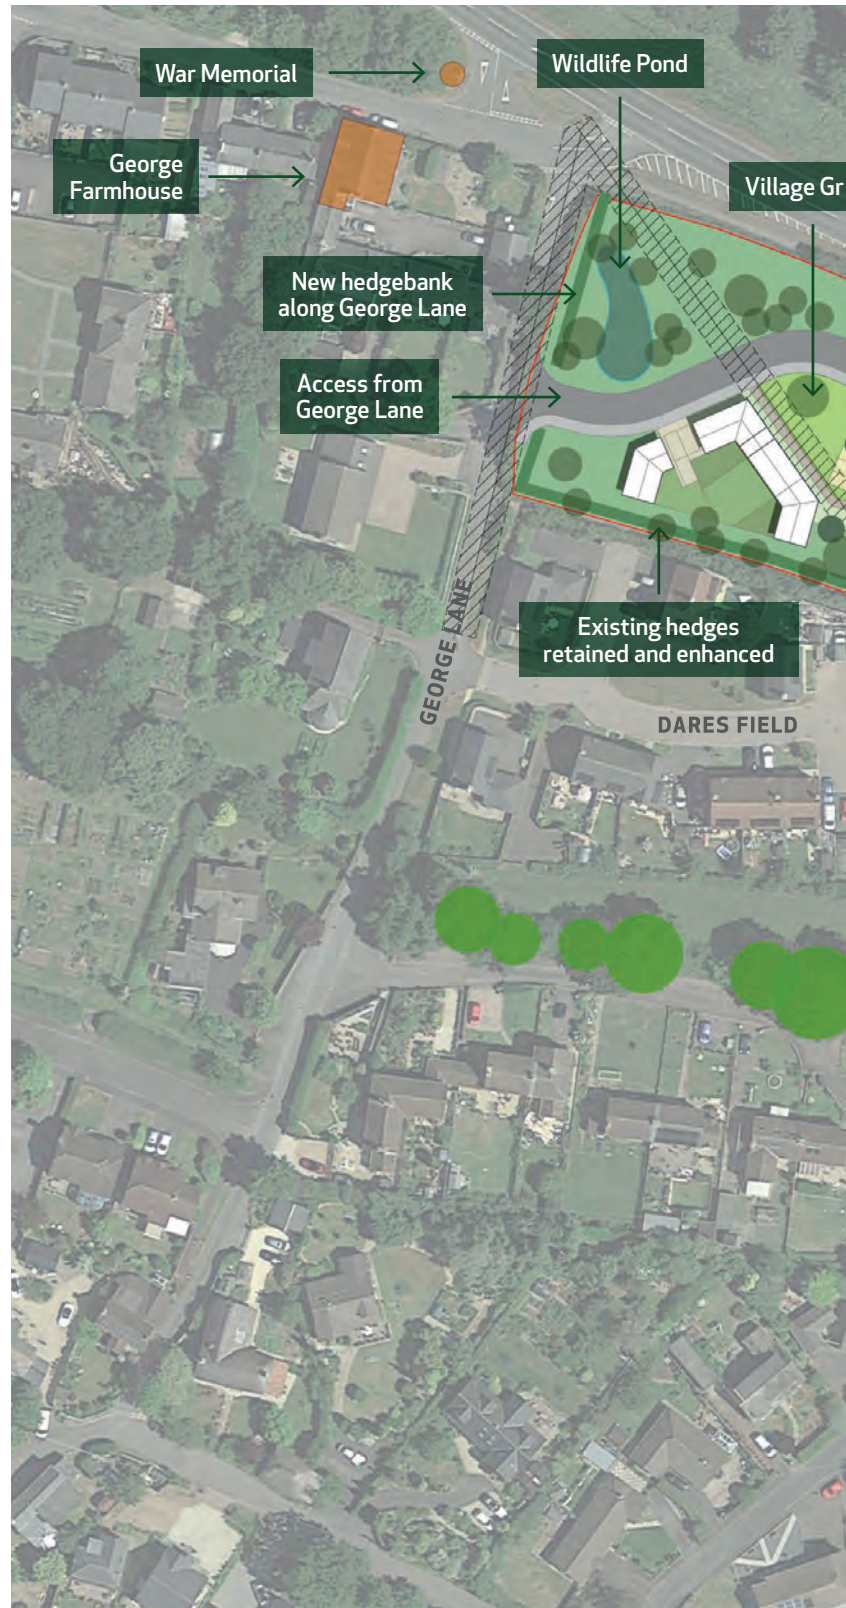 War Memorial
Wildlife Pond
George
Farmhouse
Village Gr
New hedgebank
along George Lane
Access from
George Lane
Existing hedges
retained and enhanced
GEORGE LANE
DARES FIELD